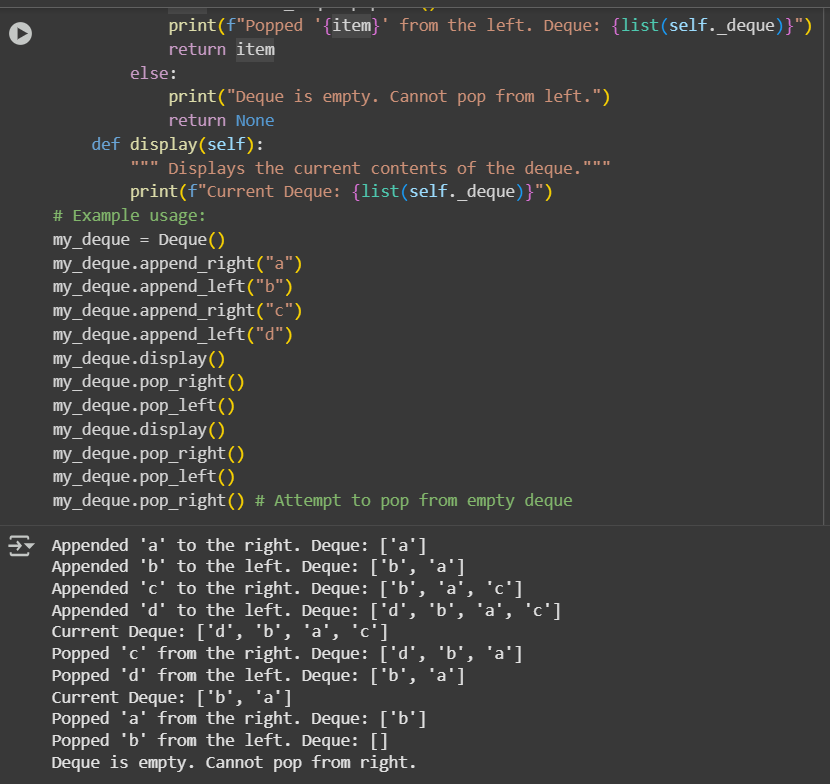 print(f"Popped '{item}' from the left. Deque: {list(self._deque)}")
            return item
        else:
            print("Deque is empty. Cannot pop from left.")
            return None
    def display(self):
        """ Displays the current contents of the deque."""
        print(f"Current Deque: {list(self._deque)}")
# Example usage:
my_deque = Deque()
my_deque.append_right("a")
my_deque.append_left("b")
my_deque.append_right("c")
my_deque.append_left("d")
my_deque.display()
my_deque.pop_right()
my_deque.pop_left()
my_deque.display()
my_deque.pop_right()
my_deque.pop_left()
my_deque.pop_right() # Attempt to pop from empty deque
Appended 'a' to the right. Deque: ['a']
Appended 'b' to the left. Deque: ['b', 'a']
Appended 'c' to the right. Deque: ['b', 'a', 'c']
Appended 'd' to the left. Deque: ['d', 'b', 'a', 'c']
Current Deque: ['d', 'b', 'a', 'c']
Popped 'c' from the right. Deque: ['d', 'b', 'a']
Popped 'd' from the left. Deque: ['b', 'a']
Current Deque: ['b', 'a']
Popped 'a' from the right. Deque: ['b']
Popped 'b' from the left. Deque: []
Deque is empty. Cannot pop from right.